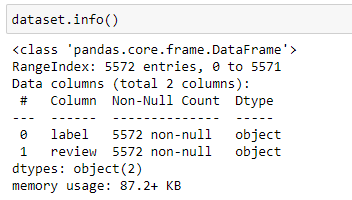 dataset.info()
<class 'pandas.core.frame.DataFrame'>
RangeIndex: 5572 entries, 0 to 5571
Data columns (total 2 columns):
 #   Column  Non-Null Count  Dtype
---  ------  --------------  -----
 0   label   5572 non-null   object
 1   review  5572 non-null   object
dtypes: object(2)
memory usage: 87.2+ KB